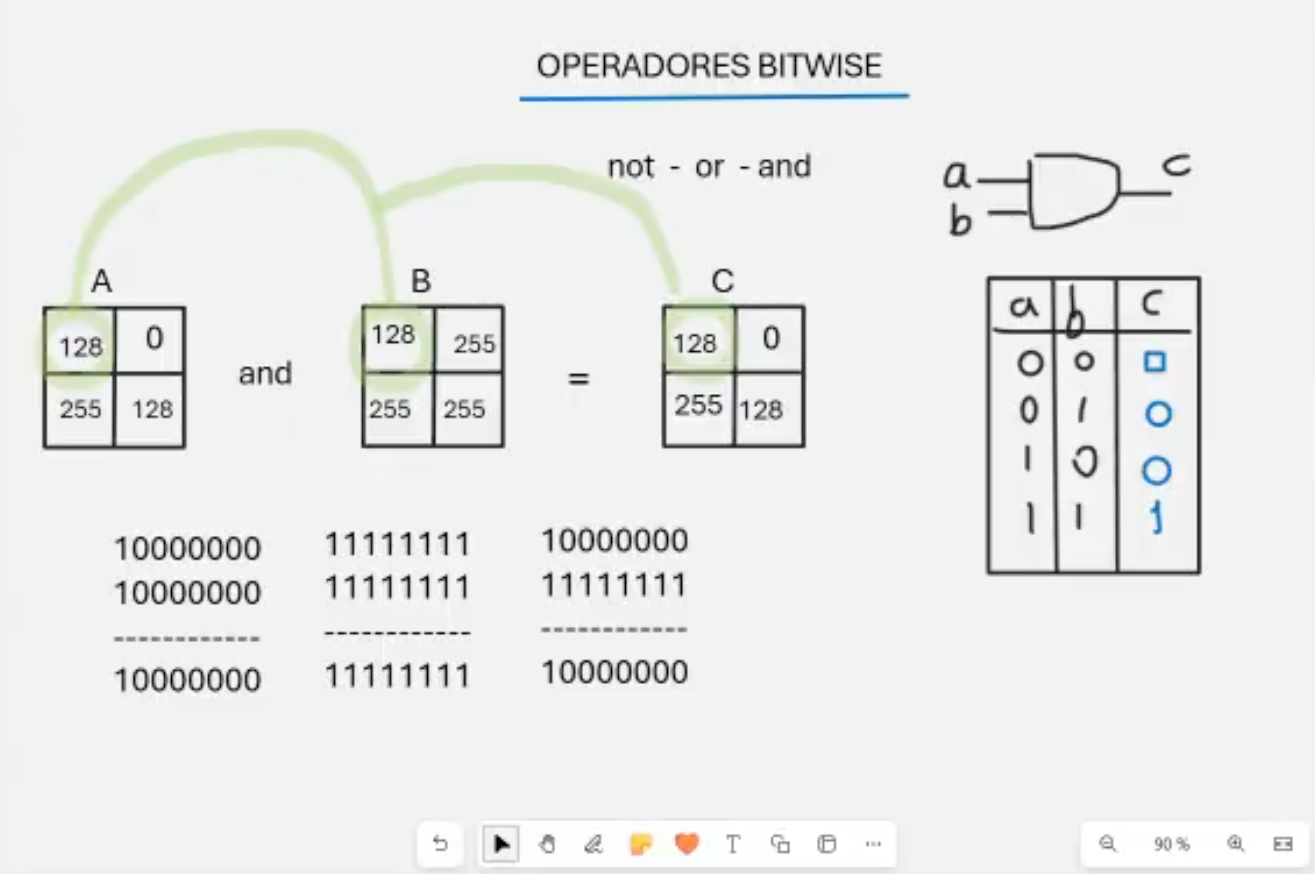 OPERADORES BITWISE
not - or - and
a
b
c
A
B
C
128 0
255 128
and
128 255
255 255
=
128 0
255 128
a b c
0 0 0
0 1 0
1 0 0
1 1 1
10000000
10000000
------------
10000000
11111111
11111111
------------
11111111
10000000
11111111
------------
10000000
90 %